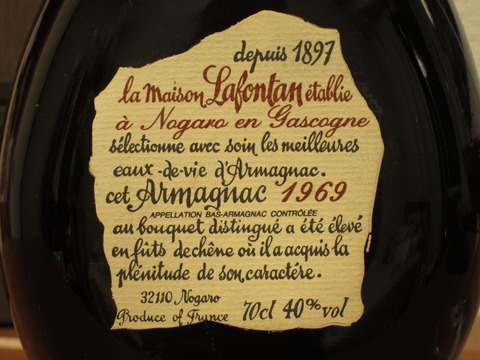 depuis 1897
la Maison Lafontan établie
à Nogaro en Gascogne
sélectionne avec soin les meilleures
eaux-de-vie d'Armagnac.
cet Armagnac 1969
APPELLATION BAS-ARMAGNAC CONTRÔLÉE
au bouquet distingué a été élevé
en fûts de chêne où il a acquis la
plénitude de son caractére.
32110 Nogaro
Produce of France 70cl 40% vol